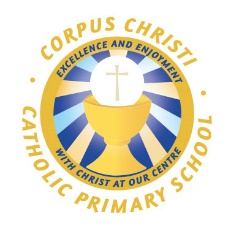 CORPUS CHRISTI
EXCELLENCE AND ENJOYMENT
WITH CHRIST AT OUR CENTRE
CATHOLIC PRIMARY SCHOOL